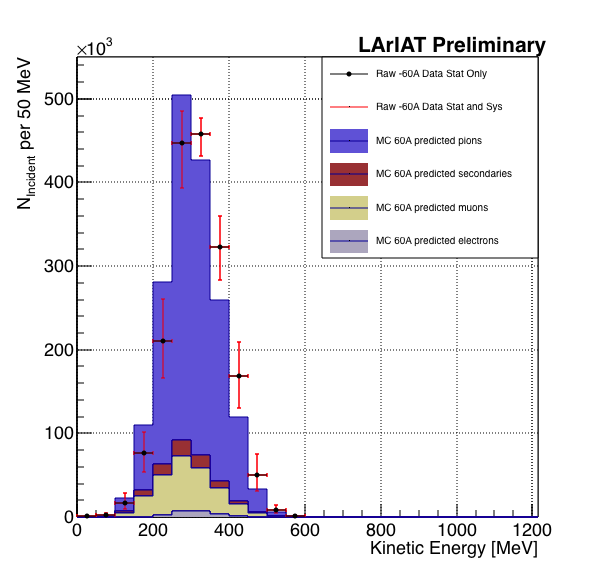 LArIAT Preliminary
×10³
N_Incident per 50 MeV
500
400
300
200
100
0
0 200 400 600 800 1000 1200
Kinetic Energy [MeV]
Raw -60A Data Stat Only
Raw -60A Data Stat and Sys
MC 60A predicted pions
MC 60A predicted secondaries
MC 60A predicted muons
MC 60A predicted electrons